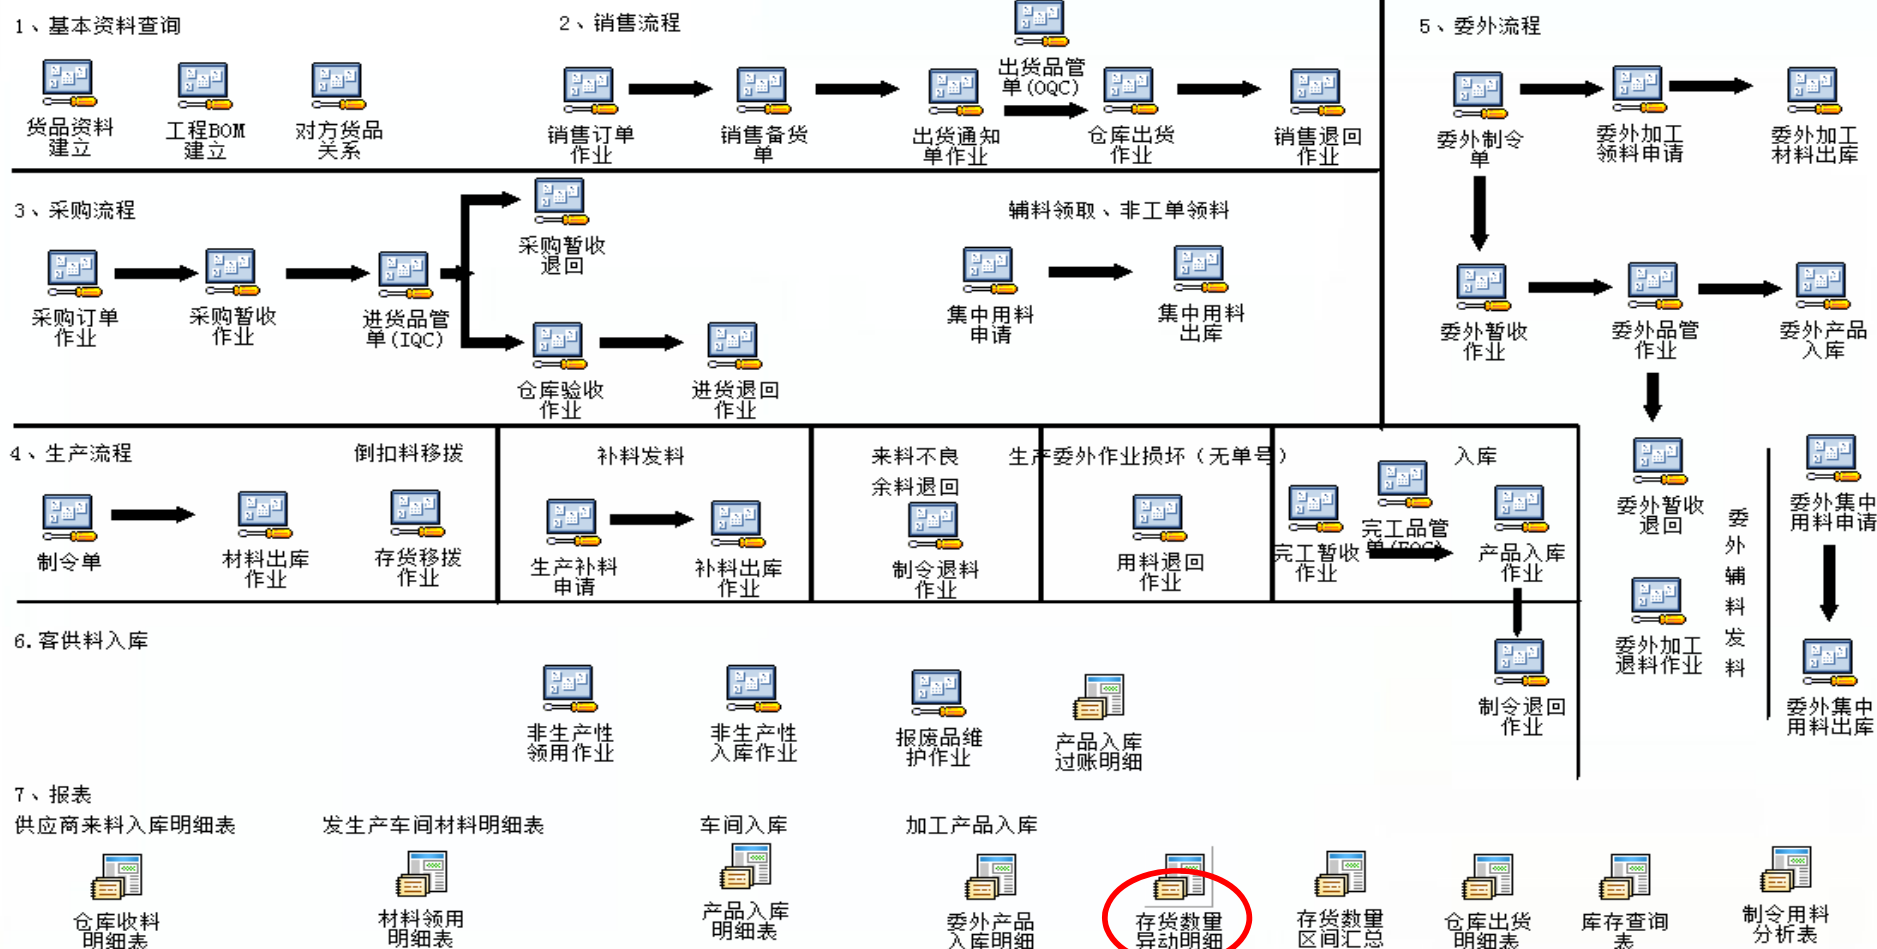 1、基本资料查询
货品资料
建立
工程BOM
建立
对方货品
关系
2、销售流程
销售订单
作业
销售备货
单
出货通知
单作业
出货品管
单(OQC)
仓库出货
作业
销售退回
作业
3、采购流程
采购订单
作业
采购暂收
作业
进货品管
单(IQC)
采购暂收
退回
仓库验收
作业
进货退回
作业
辅料领取、非工单领料
集中用料
申请
集中用料
出库
4、生产流程
制令单
材料出库
作业
倒扣料移拨
存货移拨
作业
补料发料
生产补料
申请
补料出库
作业
来料不良
余料退回
制令退料
作业
生产委外作业损坏（无单号）
用料退回
作业
入库
完工暂收
作业
完工品管
产品入库
作业
制令退回
作业
5、委外流程
委外制令
单
委外加工
领料申请
委外加工
材料出库
委外暂收
作业
委外品管
作业
委外产品
入库
委外暂收
退回
委外加工
退料作业
委
外
辅
料
发
料
委外集中
用料申请
委外集中
用料出库
6.客供料入库
非生产性
领用作业
非生产性
入库作业
报废品维
护作业
产品入库
过账明细
7、报表
供应商来料入库明细表
仓库收料
明细表
发生产车间材料明细表
材料领用
明细表
车间入库
产品入库
明细表
加工产品入库
委外产品
入库明细
存货数量
异动明细
存货数量
区间汇总
仓库出货
明细表
库存查询
表
制令用料
分析表